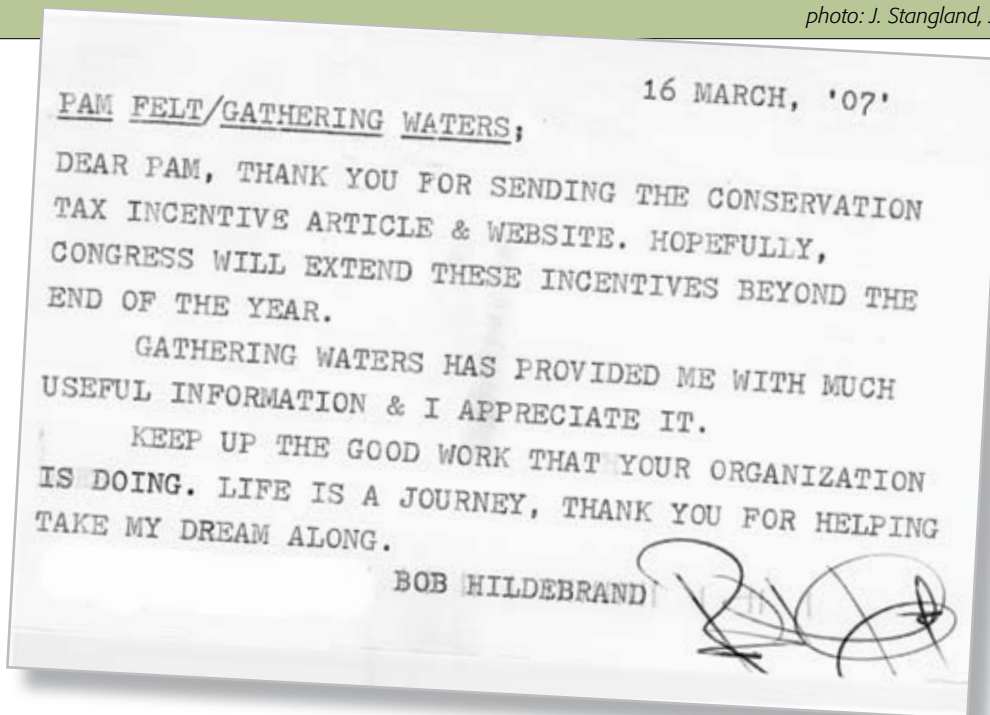 photo: J. Stangland,
16 MARCH, '07'
PAM FELT/GATHERING WATERS;
DEAR PAM, THANK YOU FOR SENDING THE CONSERVATION
TAX INCENTIVE ARTICLE & WEBSITE. HOPEFULLY,
CONGRESS WILL EXTEND THESE INCENTIVES BEYOND THE
END OF THE YEAR.
GATHERING WATERS HAS PROVIDED ME WITH MUCH
USEFUL INFORMATION & I APPRECIATE IT.
KEEP UP THE GOOD WORK THAT YOUR ORGANIZATION
IS DOING. LIFE IS A JOURNEY, THANK YOU FOR HELPING
TAKE MY DREAM ALONG.
BOB HILDEBRAND